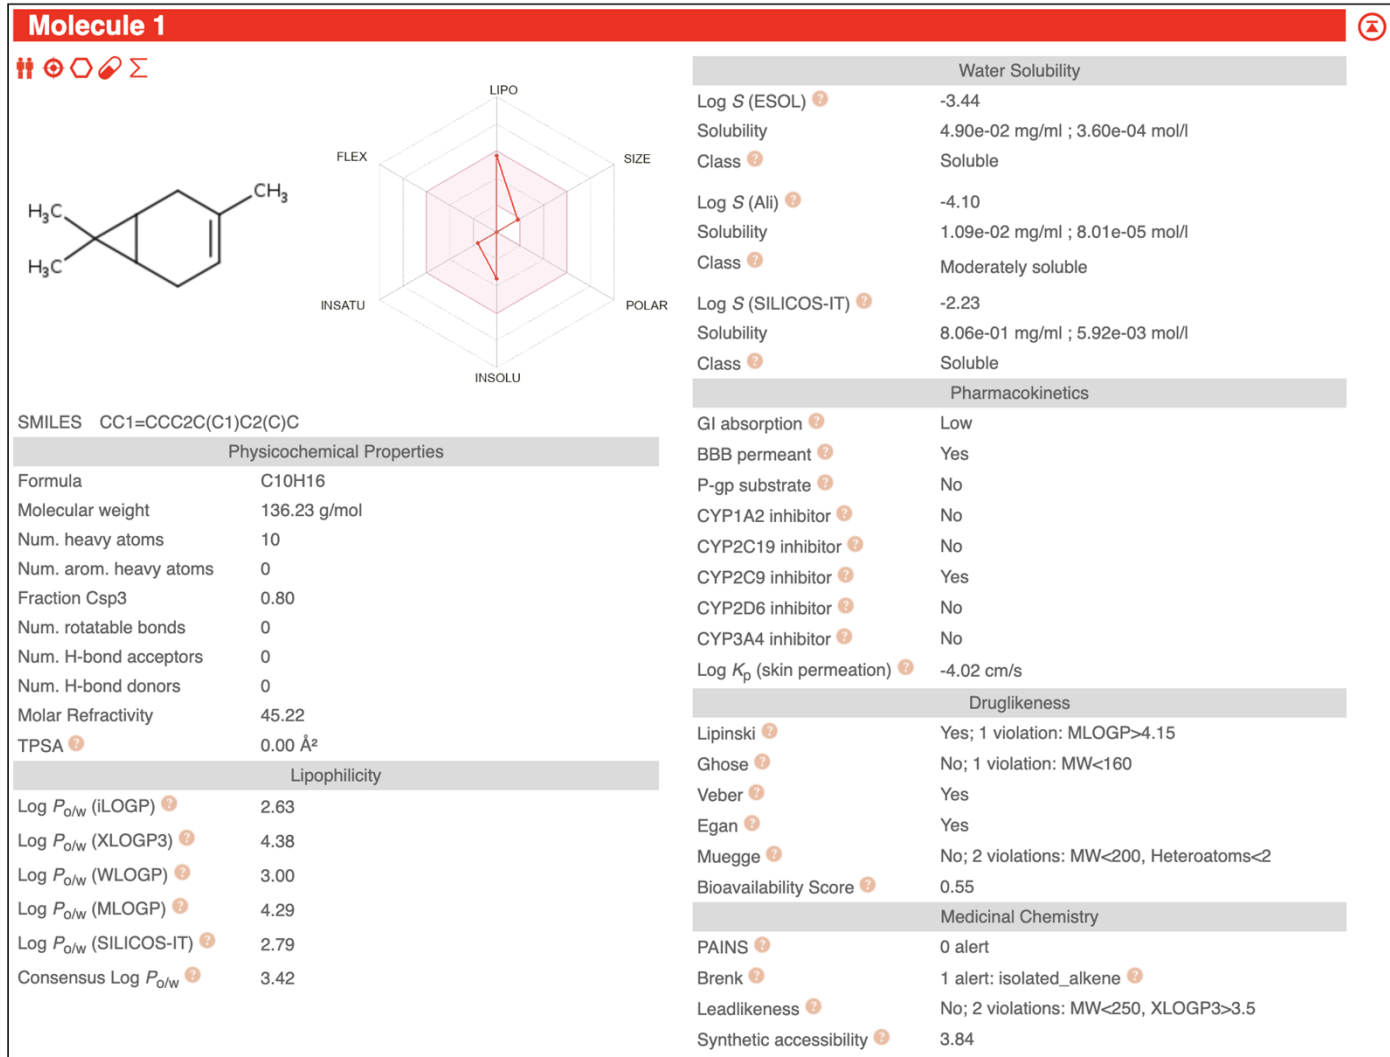 Molecule 1
H₃C
H₃C
CH₃
LIPO
FLEX
SIZE
INSATU
POLAR
INSOLU
SMILES CC1=CCC2C(C1)C2(C)C
Physicochemical Properties
Formula C10H16
Molecular weight 136.23 g/mol
Num. heavy atoms 10
Num. arom. heavy atoms 0
Fraction Csp3 0.80
Num. rotatable bonds 0
Num. H-bond acceptors 0
Num. H-bond donors 0
Molar Refractivity 45.22
TPSA ? 0.00 Å²
Lipophilicity
Log Po/w (iLOGP) ? 2.63
Log Po/w (XLOGP3) ? 4.38
Log Po/w (WLOGP) ? 3.00
Log Po/w (MLOGP) ? 4.29
Log Po/w (SILICOS-IT) ? 2.79
Consensus Log Po/w ? 3.42
Water Solubility
Log S (ESOL) ? -3.44
Solubility 4.90e-02 mg/ml ; 3.60e-04 mol/l
Class ? Soluble
Log S (Ali) ? -4.10
Solubility 1.09e-02 mg/ml ; 8.01e-05 mol/l
Class ? Moderately soluble
Log S (SILICOS-IT) ? -2.23
Solubility 8.06e-01 mg/ml ; 5.92e-03 mol/l
Class ? Soluble
Pharmacokinetics
GI absorption ? Low
BBB permeant ? Yes
P-gp substrate ? No
CYP1A2 inhibitor ? No
CYP2C19 inhibitor ? No
CYP2C9 inhibitor ? Yes
CYP2D6 inhibitor ? No
CYP3A4 inhibitor ? No
Log Kp (skin permeation) ? -4.02 cm/s
Druglikeness
Lipinski ? Yes; 1 violation: MLOGP>4.15
Ghose ? No; 1 violation: MW<160
Veber ? Yes
Egan ? Yes
Muegge ? No; 2 violations: MW<200, Heteroatoms<2
Bioavailability Score ? 0.55
Medicinal Chemistry
PAINS ? 0 alert
Brenk ? 1 alert: isolated_alkene ?
Leadlikeness ? No; 2 violations: MW<250, XLOGP3>3.5
Synthetic accessibility ? 3.84